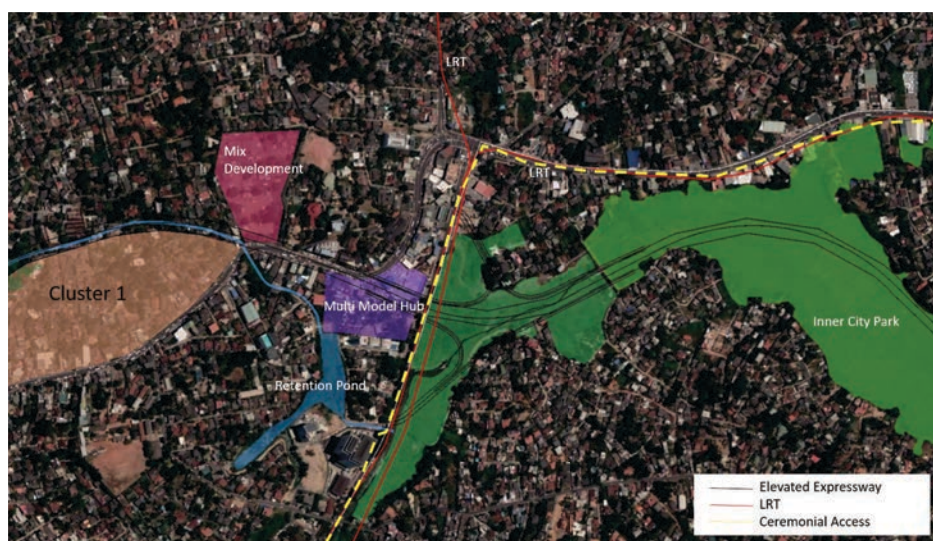 LRT
Mix
Development
LRT
Cluster 1
Multi Model Hub
Inner City Park
Retention Pond
Elevated Expressway
LRT
Ceremonial Access